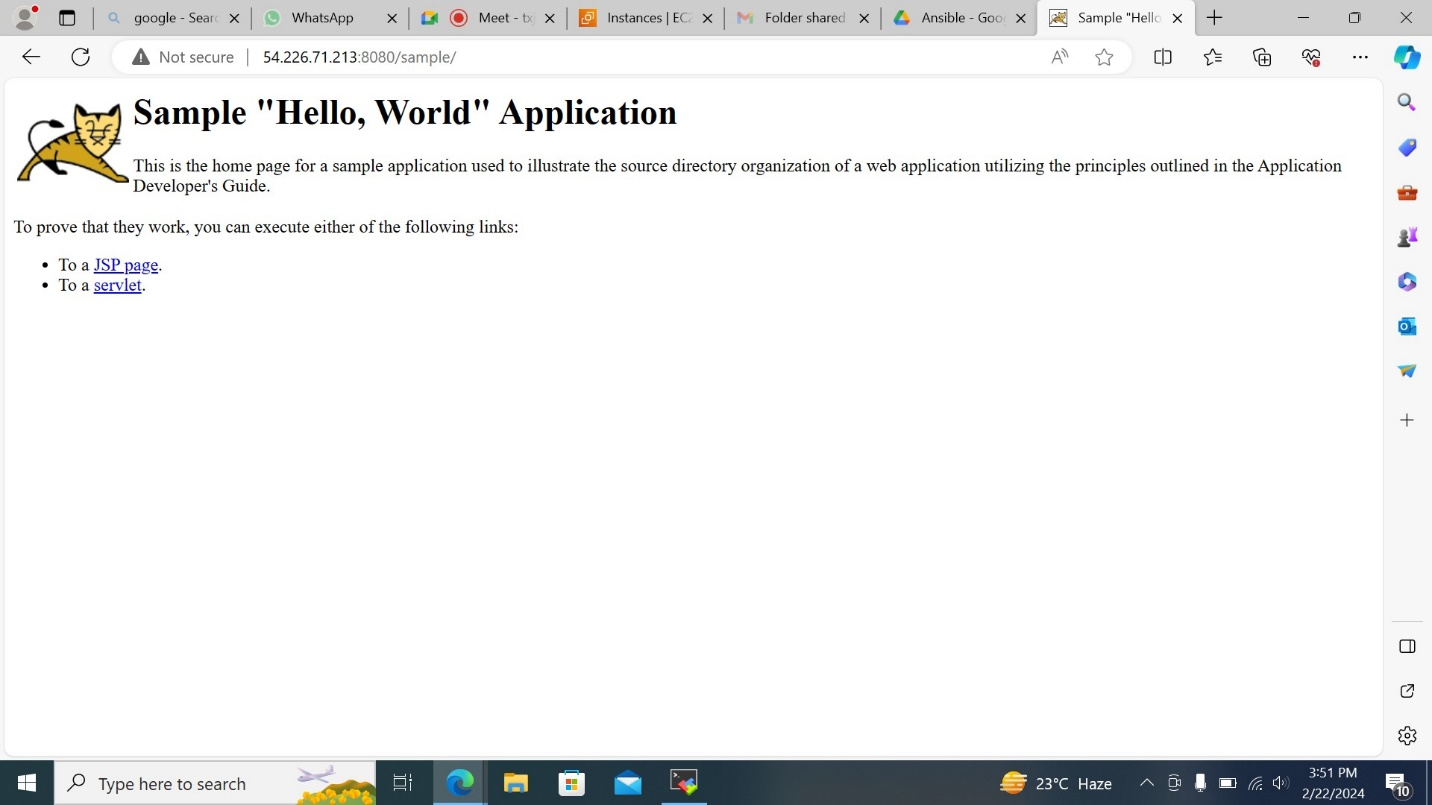 google - Sear
WhatsApp
Meet - tx
Instances | EC
Folder shared
Ansible - Goo
Sample "Hello
Not secure
54.226.71.213:8080/sample/
Sample "Hello, World" Application
This is the home page for a sample application used to illustrate the source directory organization of a web application utilizing the principles outlined in the Application
Developer's Guide.
To prove that they work, you can execute either of the following links:
• To a JSP page.
• To a servlet.
Type here to search
23°C Haze
3:51 PM
2/22/2024
10